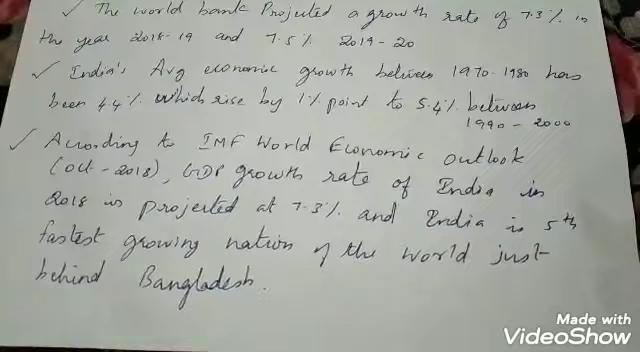 ✓ The world bank Projected a growth rate of 7.3% in
the year 2018-19 and 7.5% 2019-20
✓ India's Avg economic growth between 1970-1980 has
been 4.4% which rise by 1% point to 5.4% between
1990-2000
✓ According to IMF World Economic outlook
(oct-2018), GDP growth rate of India in
2018 is projected at 7.3% and India is 5th
fastest growing nation of the world just
behind Bangladesh.
Made with
VideoShow